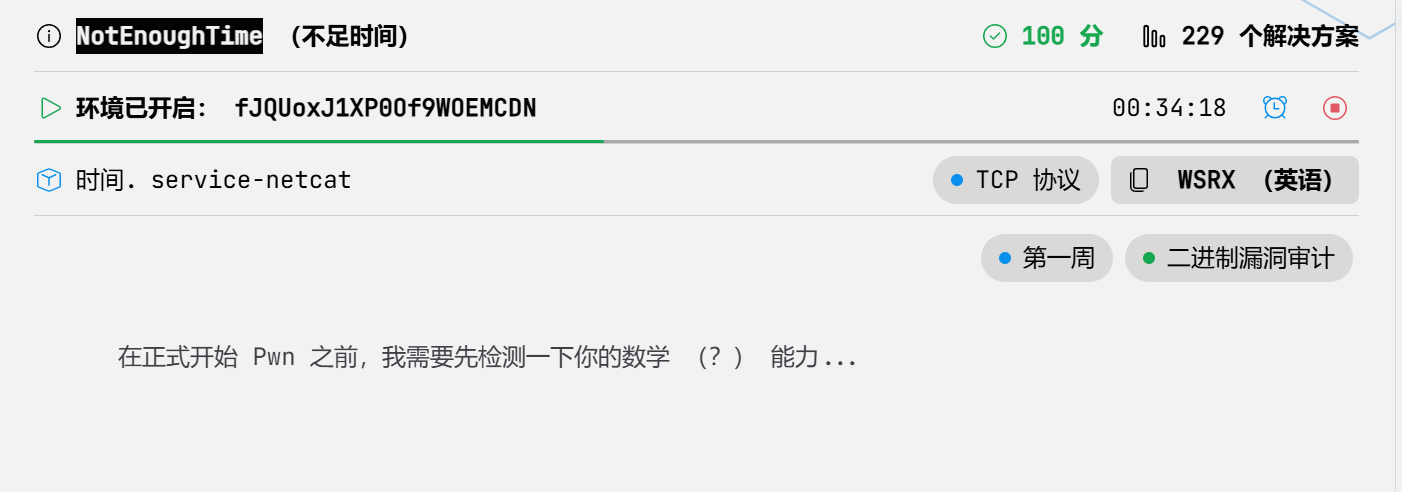 NotEnoughTime （不足时间） 100 分 229 个解决方案
环境已开启： fJQUoxJ1XP0Of9WOEMCDN 00:34:18
时间. service-netcat TCP 协议 WSRX （英语）
第一周 二进制漏洞审计
在正式开始 Pwn 之前，我需要先检测一下你的数学 （？） 能力...